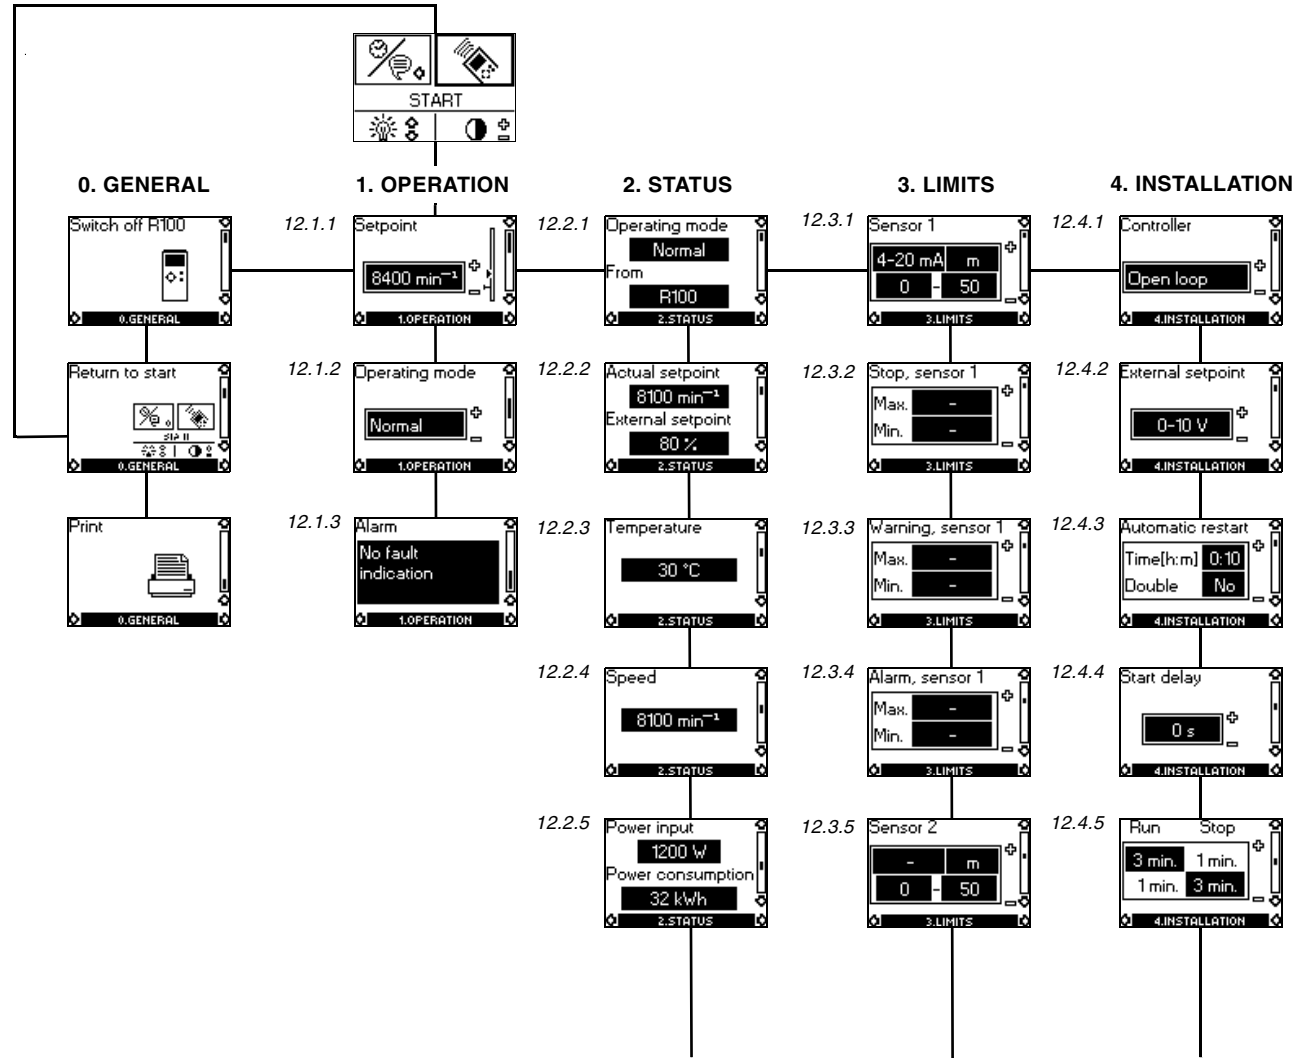 START
0. GENERAL
1. OPERATION
2. STATUS
3. LIMITS
4. INSTALLATION
Switch off R100
0.GENERAL
12.1.1
Setpoint
8400 min⁻¹
1.OPERATION
12.2.1
Operating mode
Normal
From
R100
2.STATUS
12.3.1
Sensor 1
4-20 mA m
0 - 50
3.LIMITS
12.4.1
Controller
Open loop
4.INSTALLATION
Return to start
START
0.GENERAL
12.1.2
Operating mode
Normal
1.OPERATION
12.2.2
Actual setpoint
8100 min⁻¹
External setpoint
80 %
2.STATUS
12.3.2
Stop, sensor 1
Max. -
Min. -
3.LIMITS
12.4.2
External setpoint
0-10 V
4.INSTALLATION
Print
0.GENERAL
12.1.3
Alarm
No fault
indication
1.OPERATION
12.2.3
Temperature
30 °C
2.STATUS
12.3.3
Warning, sensor 1
Max. -
Min. -
3.LIMITS
12.4.3
Automatic restart
Time[h:m] 0:10
Double No
4.INSTALLATION
12.2.4
Speed
8100 min⁻¹
2.STATUS
12.3.4
Alarm, sensor 1
Max. -
Min. -
3.LIMITS
12.4.4
Start delay
0 s
4.INSTALLATION
12.2.5
Power input
1200 W
Power consumption
32 kWh
2.STATUS
12.3.5
Sensor 2
- m
0 - 50
3.LIMITS
12.4.5
Run Stop
3 min. 1 min.
1 min. 3 min.
4.INSTALLATION